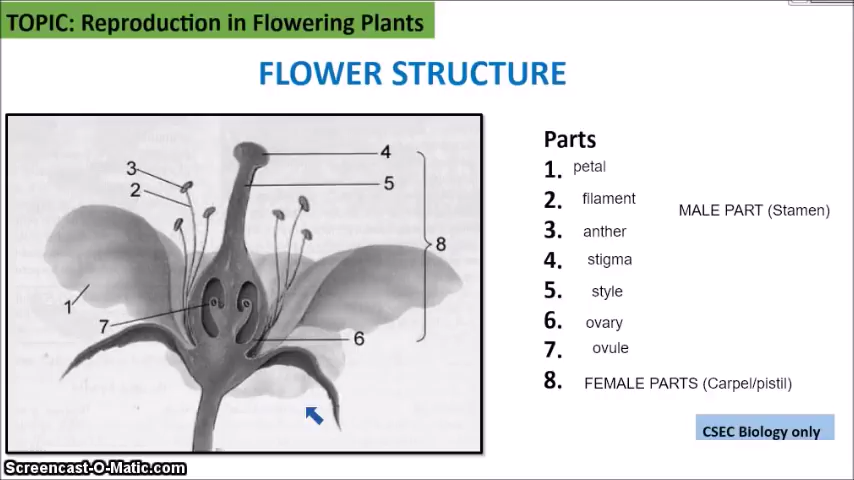 TOPIC: Reproduction in Flowering Plants
FLOWER STRUCTURE
3
2
4
5
8
1
7
6
Parts
1. petal
2. filament
MALE PART (Stamen)
3. anther
4. stigma
5. style
6. ovary
7. ovule
8. FEMALE PARTS (Carpel/pistil)
CSEC Biology only
Screencast-O-Matic.com